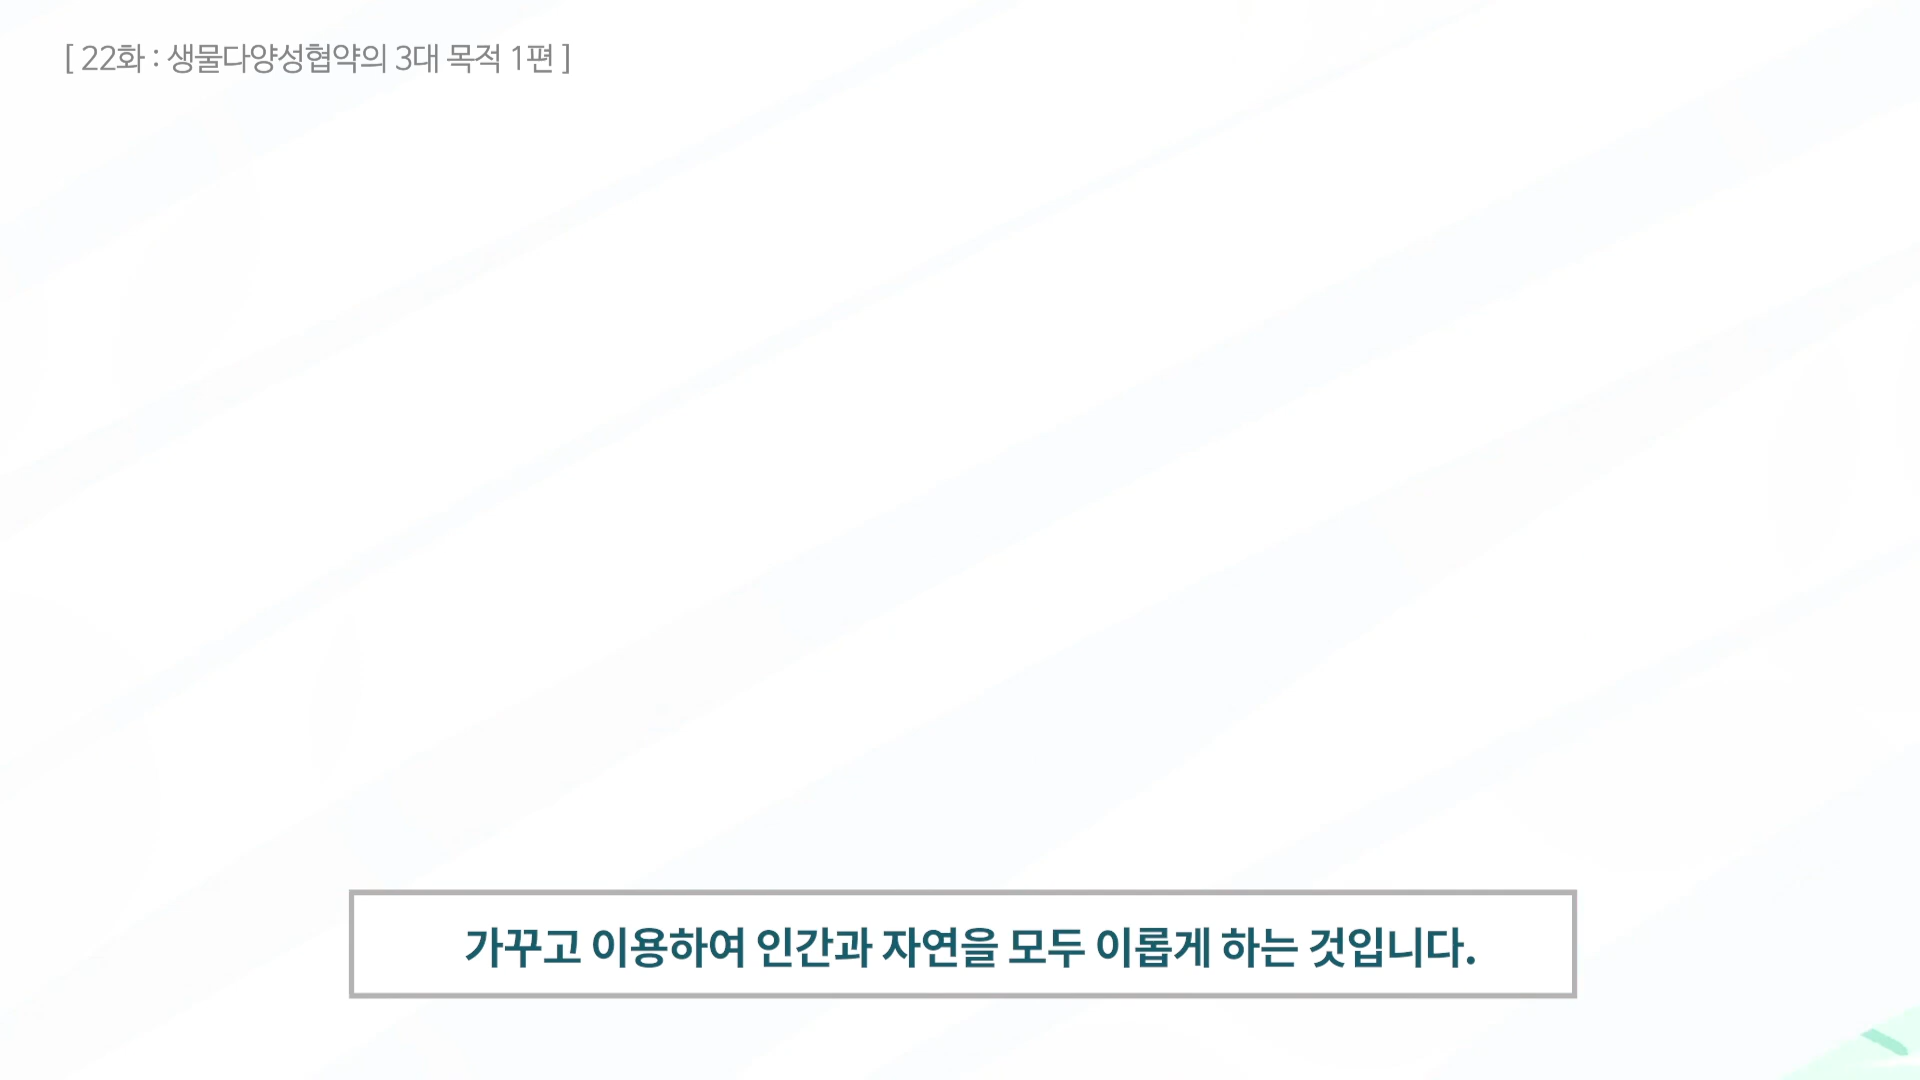 [ 22화 : 생물다양성협약의 3대 목적 1편 ]
가꾸고 이용하여 인간과 자연을 모두 이롭게 하는 것입니다.